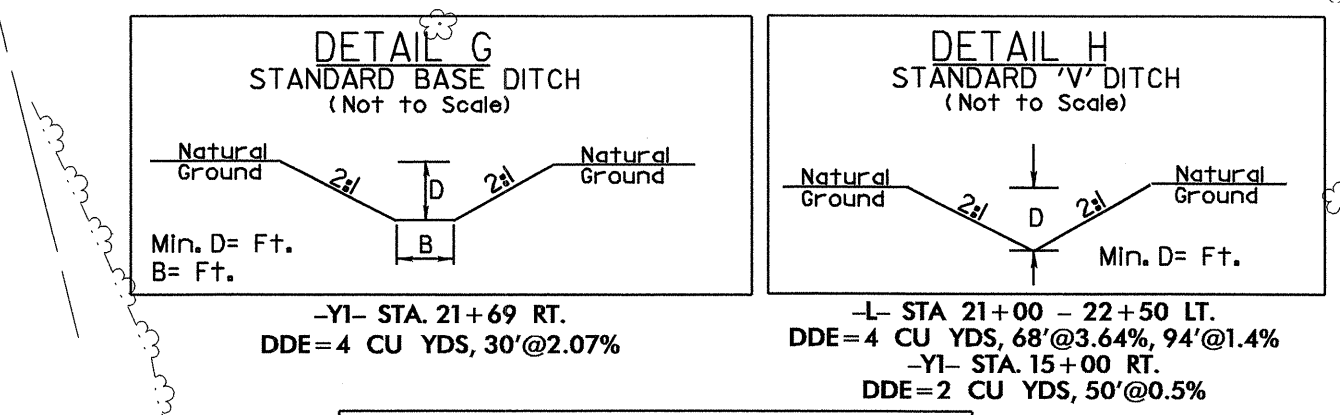 DETAIL G
STANDARD BASE DITCH
(Not to Scale)
Natural
Ground
2:1
D
2:1
Natural
Ground
B
Min. D= Ft.
B= Ft.
-Y1- STA. 21+69 RT.
DDE=4 CU YDS, 30'@2.07%
DETAIL H
STANDARD 'V' DITCH
(Not to Scale)
Natural
Ground
2:1
D
2:1
Natural
Ground
Min. D= Ft.
-L- STA 21+00 - 22+50 LT.
DDE=4 CU YDS, 68'@3.64%, 94'@1.4%
-Y1- STA. 15+00 RT.
DDE=2 CU YDS, 50'@0.5%